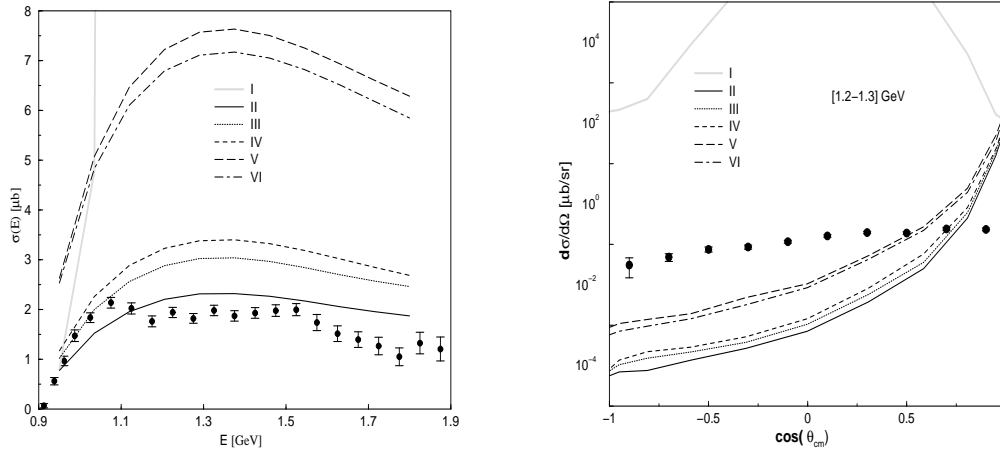 8
7
6
5
4
3
2
1
0
σ(E) [μb]
0.9 1.1 1.3 1.5 1.7 1.9
E [GeV]
I
II
III
IV
V
VI
10⁴
10²
10⁰
10⁻²
10⁻⁴
dσ/dΩ [μb/sr]
-1 -0.5 0 0.5 1
cos( θcm)
I
II
III
IV
V
VI
[1.2-1.3] GeV